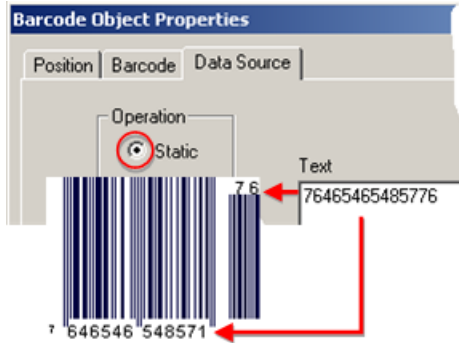 Barcode Object Properties
Position Barcode Data Source
Operation
Static
Text
76465465485776
7 6
7 646546 548571